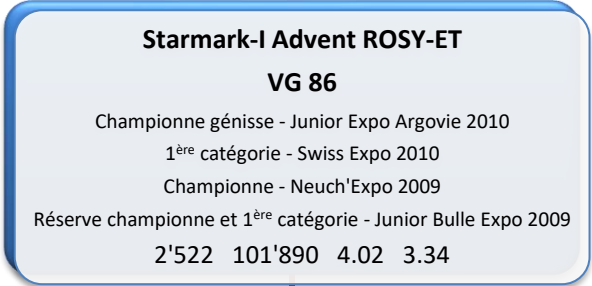 Starmark-I Advent ROSY-ET
VG 86
Championne génisse - Junior Expo Argovie 2010
1ère catégorie - Swiss Expo 2010
Championne - Neuch'Expo 2009
Réserve championne et 1ère catégorie - Junior Bulle Expo 2009
2'522 101'890 4.02 3.34